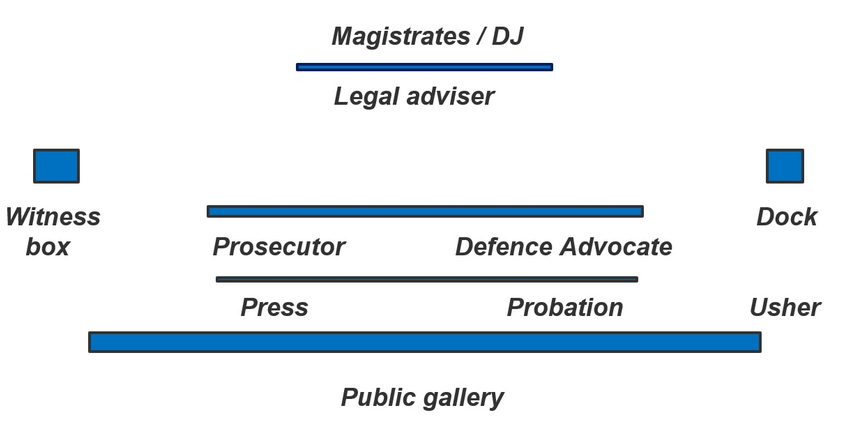 Magistrates / DJ
Legal adviser
Witness
box
Dock
Prosecutor
Defence Advocate
Press
Probation
Usher
Public gallery